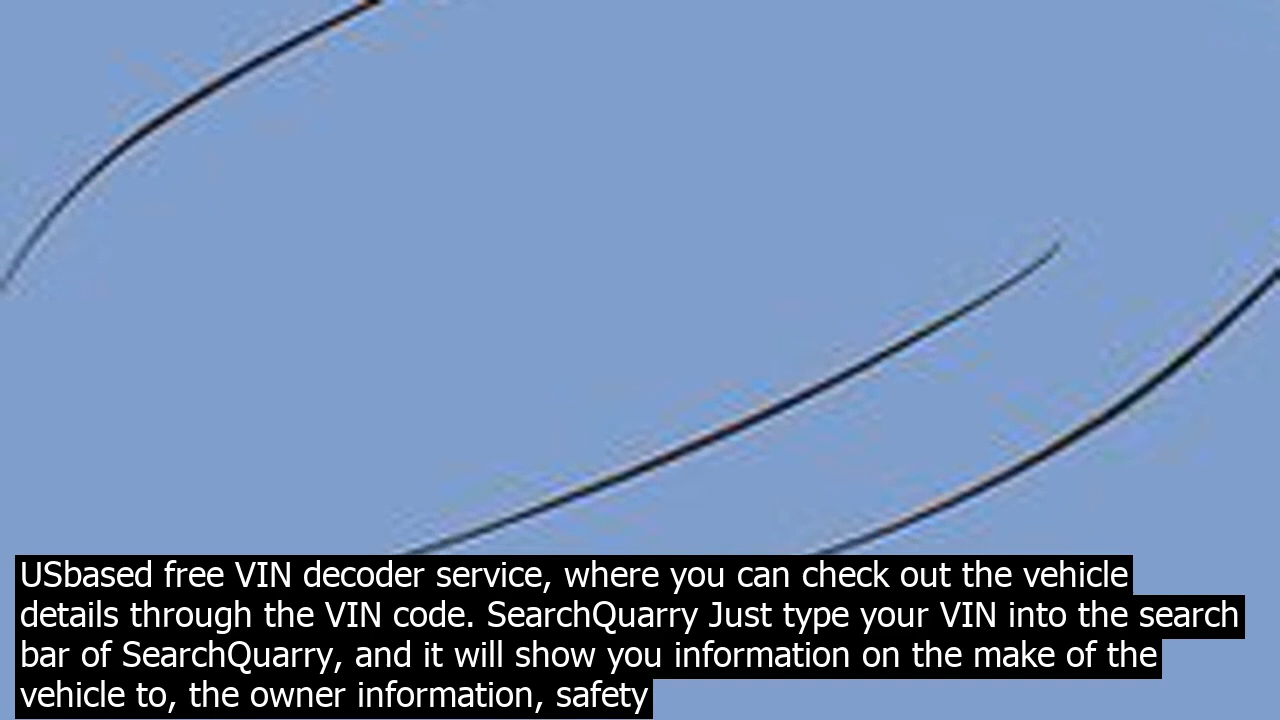 USbased free VIN decoder service, where you can check out the vehicle
details through the VIN code. SearchQuarry Just type your VIN into the search
bar of SearchQuarry, and it will show you information on the make of the
vehicle to, the owner information, safety